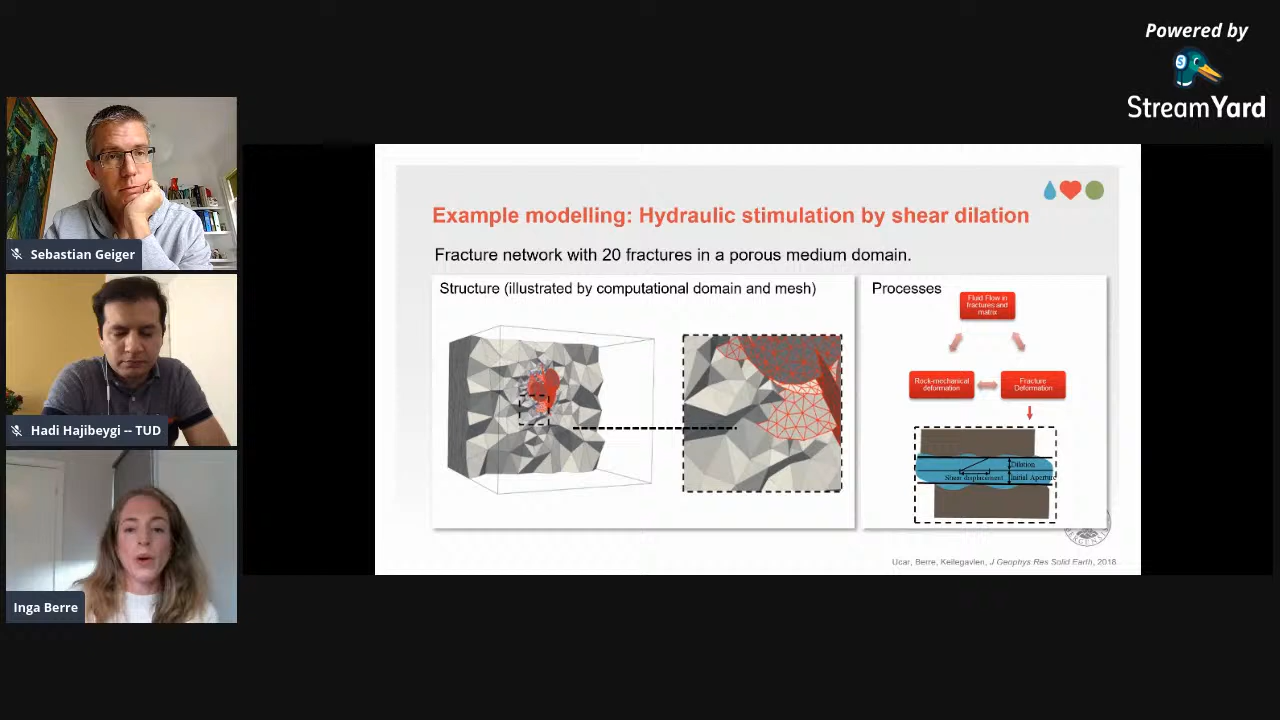 Powered by
StreamYard
Sebastian Geiger
Hadi Hajibeygi -- TUD
Inga Berre
Example modelling: Hydraulic stimulation by shear dilation
Fracture network with 20 fractures in a porous medium domain.
Structure (illustrated by computational domain and mesh)
Processes
Fluid Flow in
fractures and
matrix
Rock-mechanical
deformation
Fracture
Deformation
Dilation
Shear displacement
Initial Aperture
Ucar, Berre, Keilegavlen, J Geophys Res Solid Earth, 2018